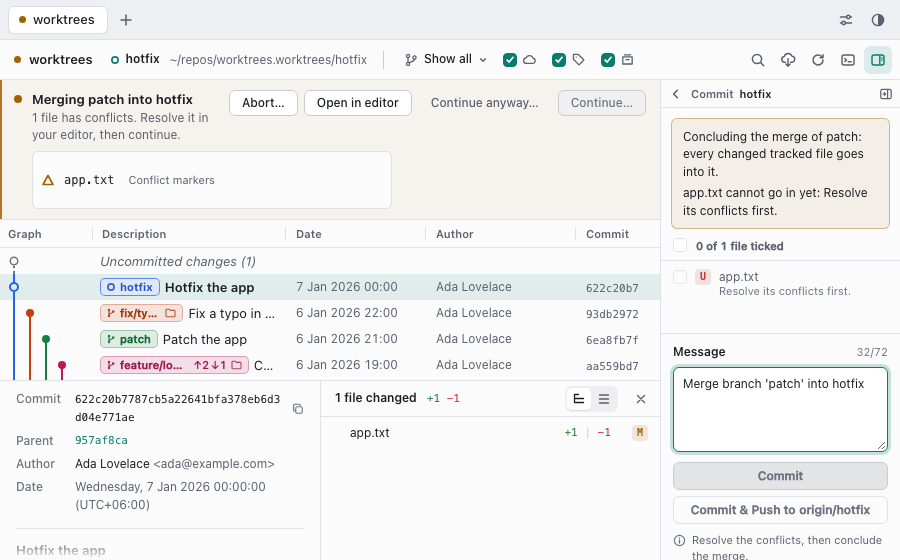 worktrees
worktrees
hotfix
~/repos/worktrees.worktrees/hotfix
Show all
Merging patch into hotfix
1 file has conflicts. Resolve it in
your editor, then continue.
Abort...
Open in editor
Continue anyway...
Continue...
app.txt
Conflict markers
Graph
Description
Date
Author
Commit
Uncommitted changes (1)
hotfix
Hotfix the app
7 Jan 2026 00:00
Ada Lovelace
622c20b7
fix/ty...
Fix a typo in ...
6 Jan 2026 22:00
Ada Lovelace
93db2972
patch
Patch the app
6 Jan 2026 21:00
Ada Lovelace
6ea8fb7f
feature/lo...
↑2↓1
C...
6 Jan 2026 19:00
Ada Lovelace
aa559bd7
Commit
622c20b7787cb5a22641bfa378eb6d3
d04e771ae
Parent
957af8ca
Author
Ada Lovelace <ada@example.com>
Date
Wednesday, 7 Jan 2026 00:00:00
(UTC+06:00)
Hotfix the app
1 file changed
+1 −1
app.txt
+1
−1
M
Commit hotfix
Concluding the merge of patch:
every changed tracked file goes
into it.
app.txt cannot go in yet: Resolve
its conflicts first.
0 of 1 file ticked
U
app.txt
Resolve its conflicts first.
Message
32/72
Merge branch 'patch' into hotfix
Commit
Commit & Push to origin/hotfix
Resolve the conflicts, then conclude
the merge.